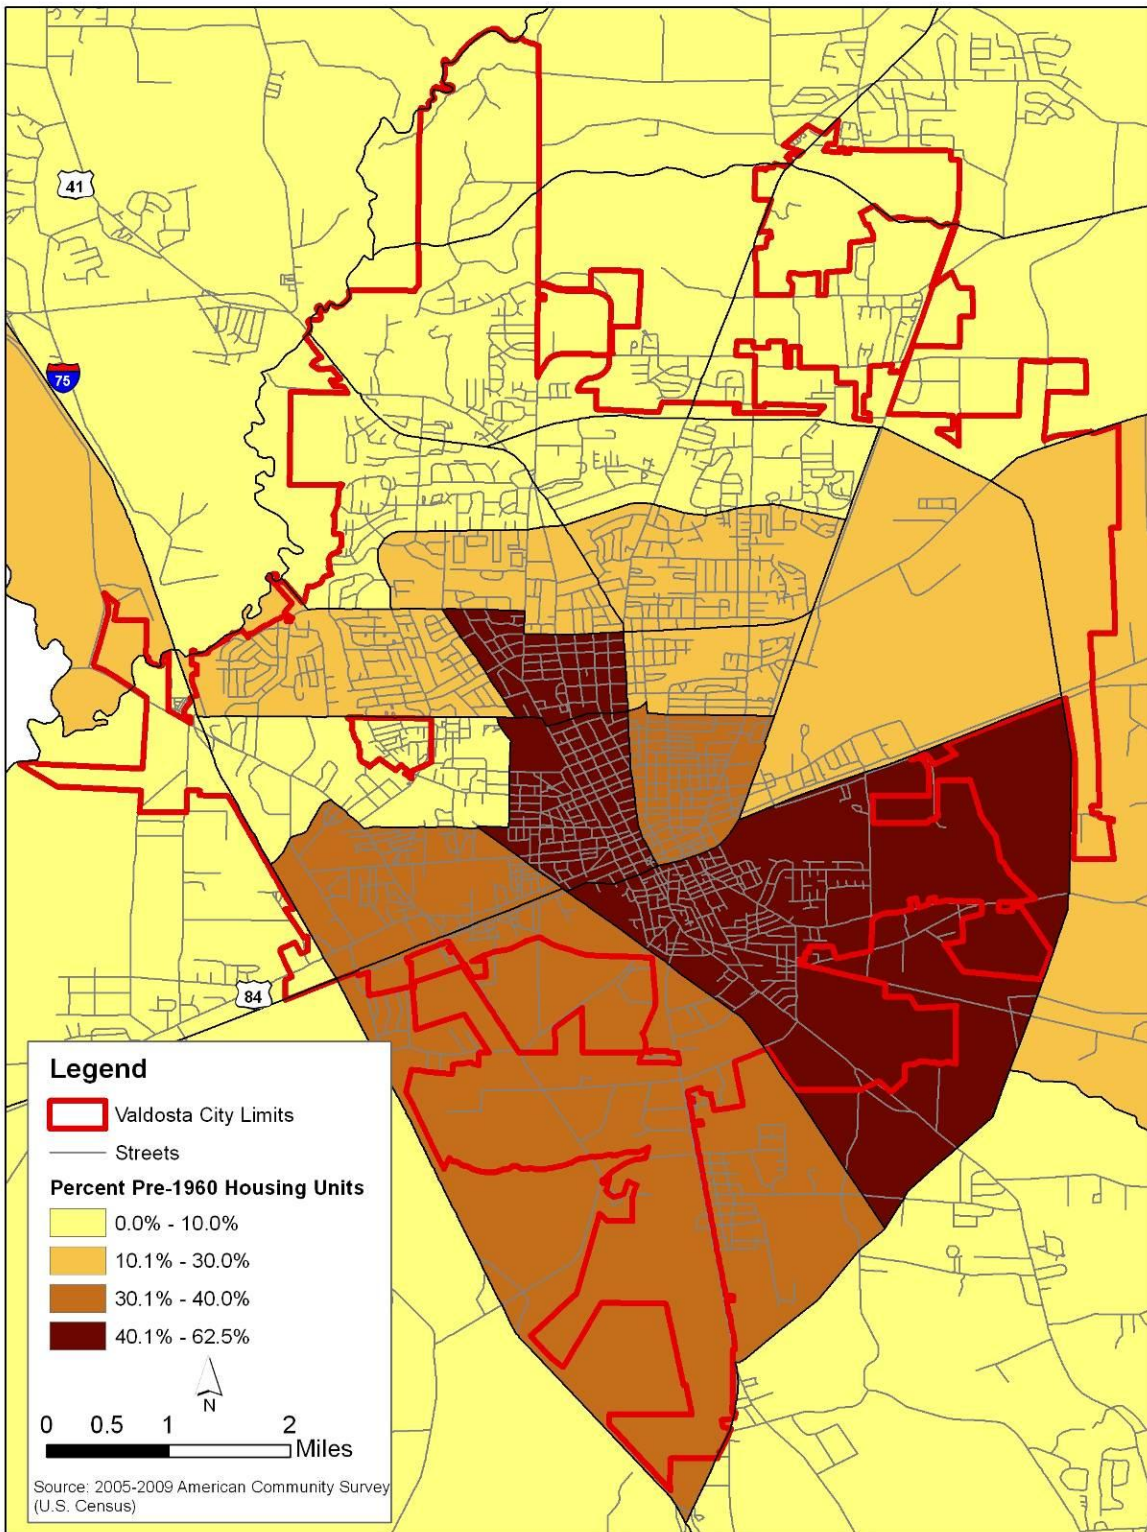 41
75
84
Legend
Valdosta City Limits
Streets
Percent Pre-1960 Housing Units
0.0% - 10.0%
10.1% - 30.0%
30.1% - 40.0%
40.1% - 62.5%
N
0 0.5 1 2
Miles
Source: 2005-2009 American Community Survey
(U.S. Census)